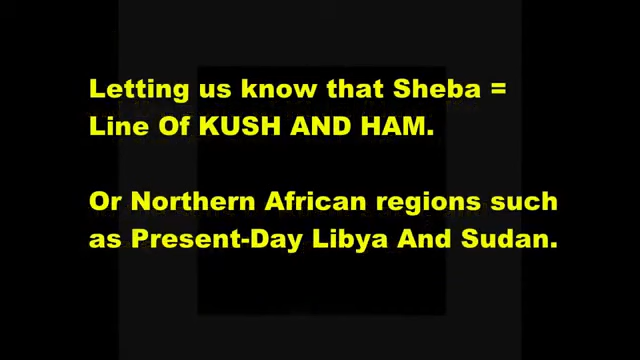 Letting us know that Sheba =
Line Of KUSH AND HAM.
Or Northern African regions such
as Present-Day Libya And Sudan.